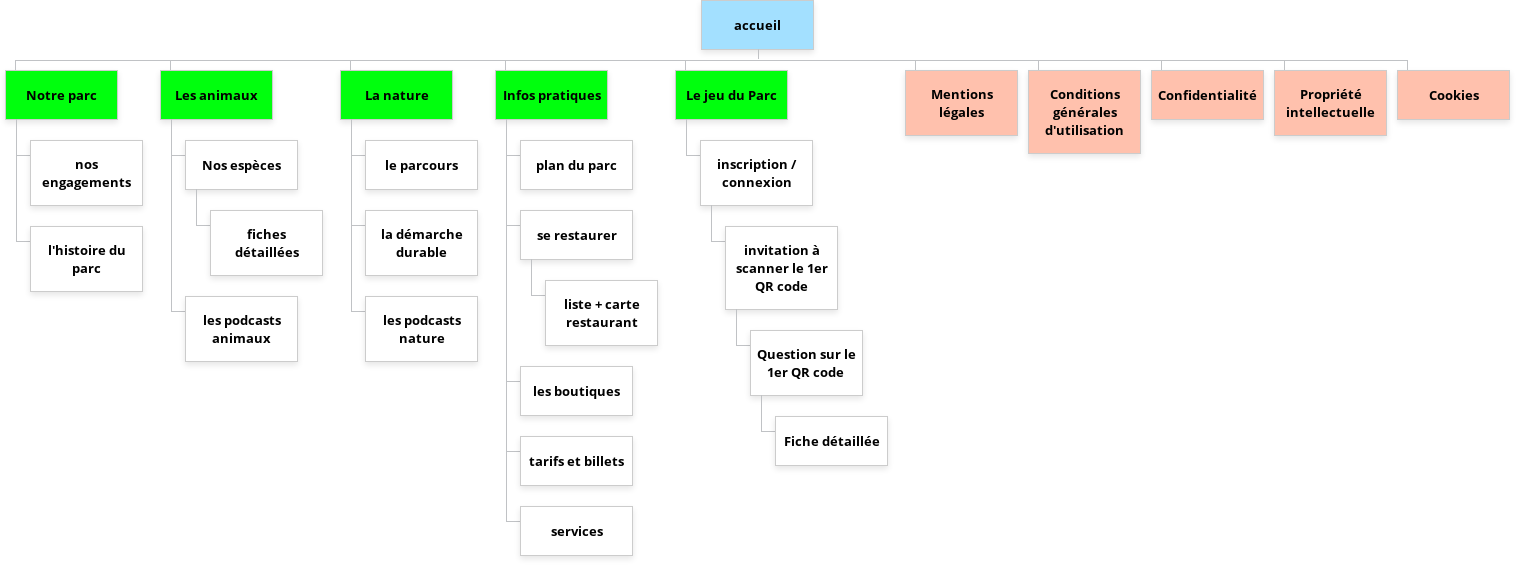 accueil
Notre parc
nos
engagements
l'histoire du
parc
Les animaux
Nos espèces
fiches
détaillées
les podcasts
animaux
La nature
le parcours
la démarche
durable
les podcasts
nature
Infos pratiques
plan du parc
se restaurer
liste + carte
restaurant
les boutiques
tarifs et billets
services
Le jeu du Parc
inscription /
connexion
invitation à
scanner le 1er
QR code
Question sur le
1er QR code
Fiche détaillée
Mentions
légales
Conditions
générales
d'utilisation
Confidentialité
Propriété
intellectuelle
Cookies